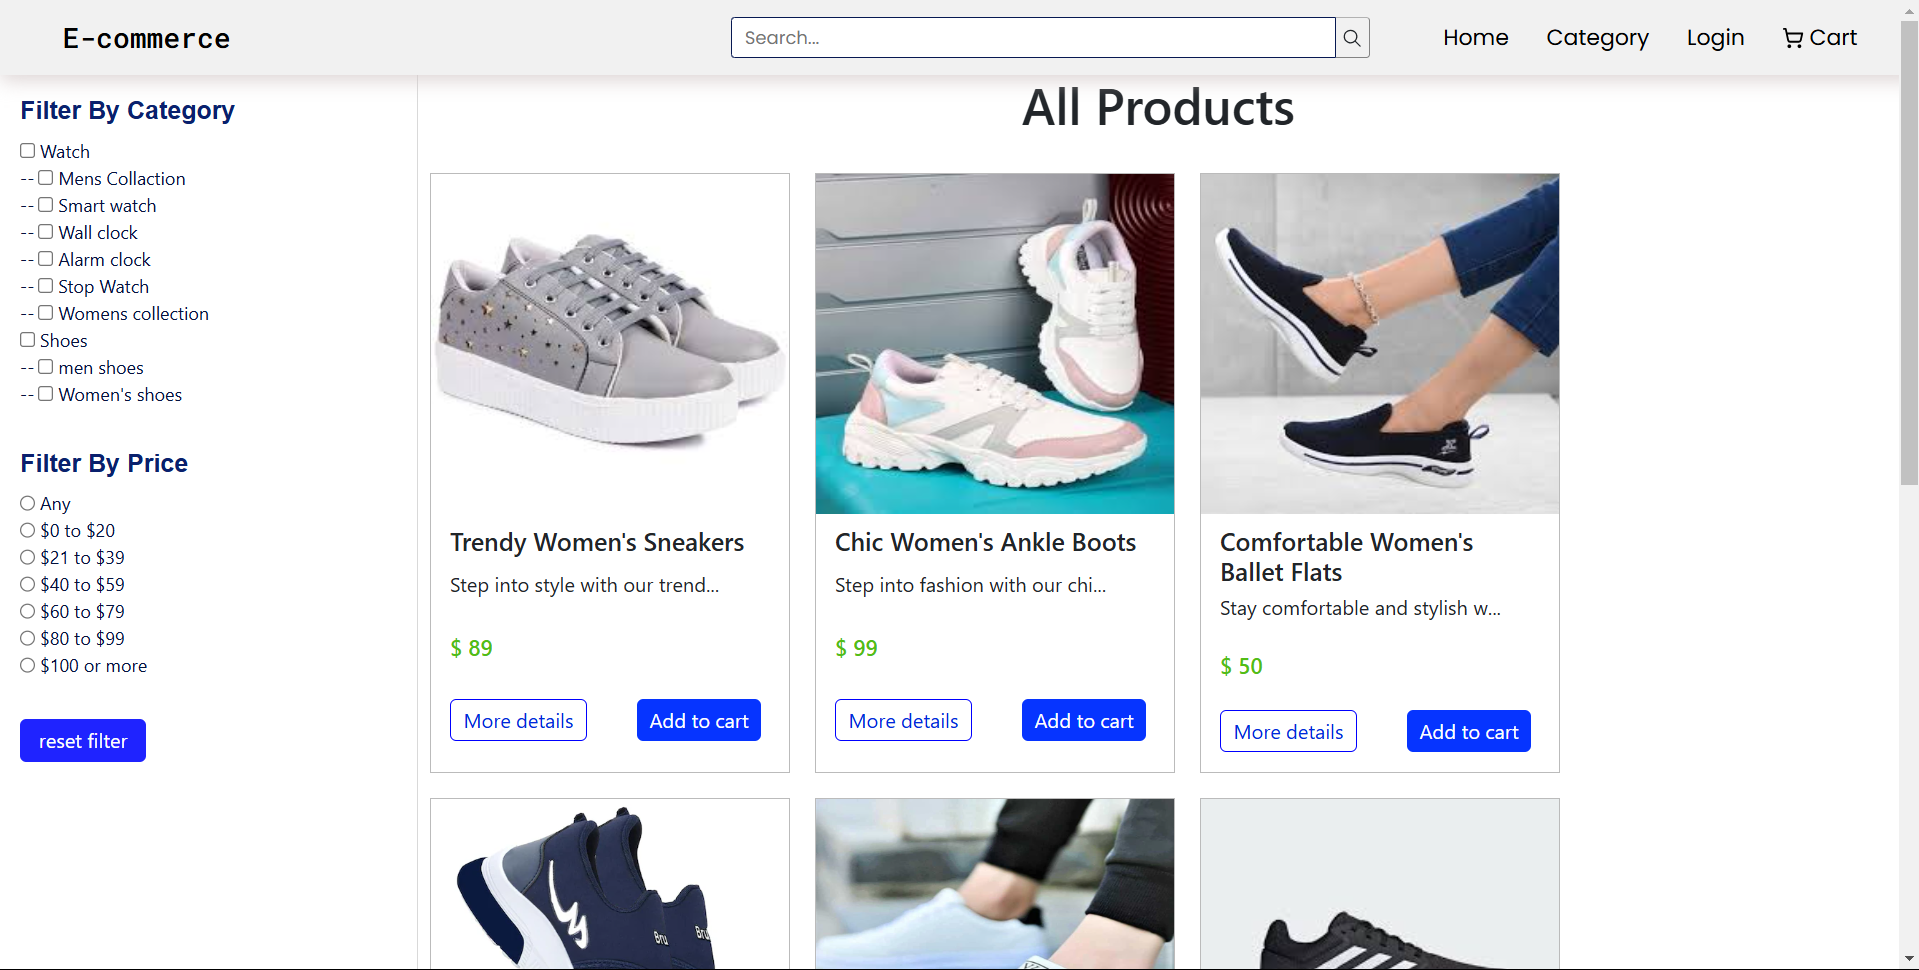 E-commerce
Search...
Home
Category
Login
Cart
Filter By Category
Watch
-- Mens Collaction
-- Smart watch
-- Wall clock
-- Alarm clock
-- Stop Watch
-- Womens collection
Shoes
-- men shoes
-- Women's shoes
Filter By Price
Any
$0 to $20
$21 to $39
$40 to $59
$60 to $79
$80 to $99
$100 or more
reset filter
All Products
Trendy Women's Sneakers
Step into style with our trend...
$ 89
More details
Add to cart
Chic Women's Ankle Boots
Step into fashion with our chi...
$ 99
More details
Add to cart
Comfortable Women's
Ballet Flats
Stay comfortable and stylish w...
$ 50
More details
Add to cart
Bru
Bru